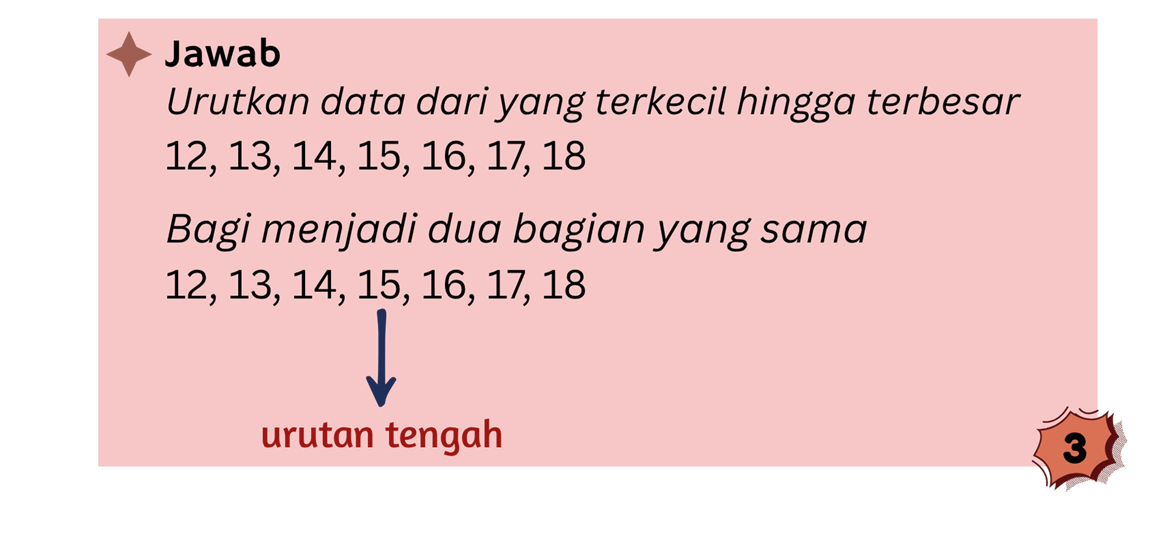 Jawab
Urutkan data dari yang terkecil hingga terbesar
12, 13, 14, 15, 16, 17, 18
Bagi menjadi dua bagian yang sama
12, 13, 14, 15, 16, 17, 18
urutan tengah
3